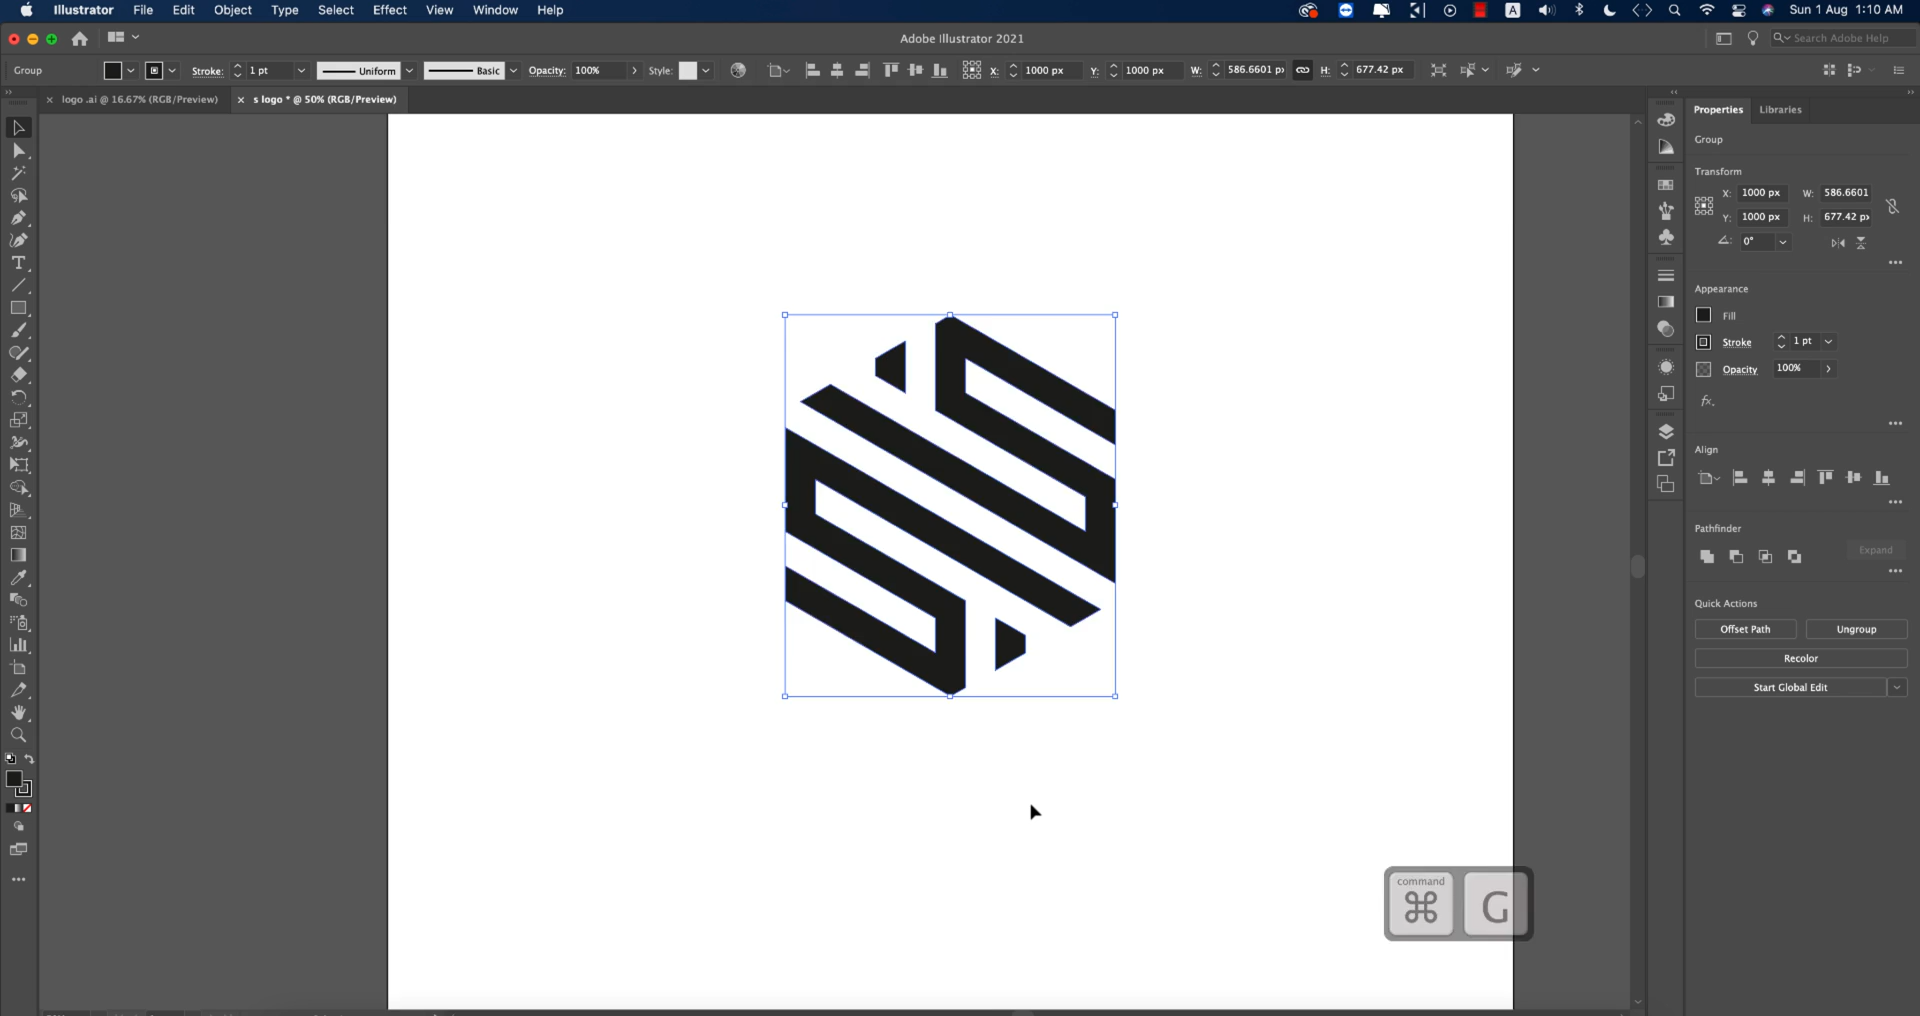 Illustrator File Edit Object Type Select Effect View Window Help
A
Sun 1 Aug 1:10 AM
Adobe Illustrator 2021
Search Adobe Help
Group
Stroke: 1 pt
Uniform
Basic
Opacity: 100%
Style:
X: 1000 px
Y: 1000 px
W: 586.6601 p
H: 677.42 px
logo .ai @ 16.67% (RGB/Preview)
s logo * @ 50% (RGB/Preview)
Properties
Libraries
Group
Transform
X: 1000 px W: 586.6601
Y: 1000 px H: 677.42 p
0°
Appearance
Fill
Stroke 1 pt
Opacity 100%
fx.
Align
Pathfinder
Expand
Quick Actions
Offset Path
Ungroup
Recolor
Start Global Edit
command
⌘ G